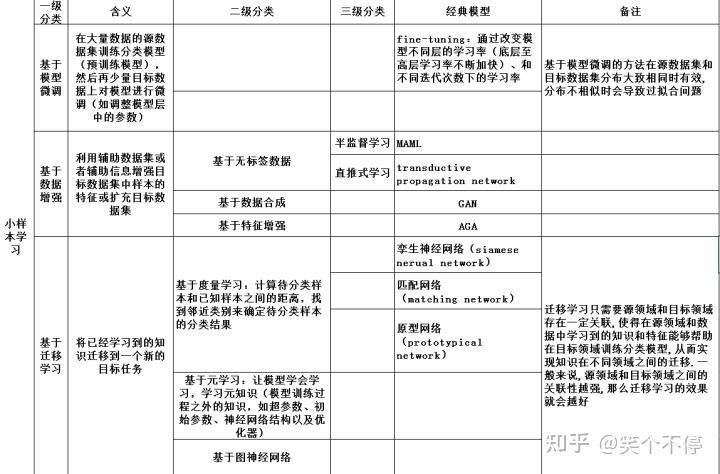 一级
分类
含义
二级分类
三级分类
经典模型
备注
小样
本学
习
基于
模型
微调
在大量数据的源数
据集训练分类模型
（预训练模型），
然后再少量目标数
据上对模型进行微
调（如调整模型层
中的参数）
fine-tuning：通过改变模
型不同层的学习率（底层至
高层学习率不断加快）、和
不同迭代次数下的学习率
基于模型微调的方法在源数据集和
目标数据集分布大致相同时有效,
分布不相似时会导致过拟合问题
基于
数据
增强
利用辅助数据集或
者辅助信息增强目
标数据集中样本的
特征或扩充目标数
据集
基于无标签数据
半监督学习
MAML
直推式学习
transductive
propagation network
基于数据合成
GAN
基于特征增强
AGA
基于
迁移
学习
将已经学习到的知
识迁移到一个新的
目标任务
基于度量学习：计算待分类样
本和已知样本之间的距离，找
到邻近类别来确定待分类样本
的分类结果
孪生神经网络（siamese
nerual network）
匹配网络
（matching network）
原型网络
（prototypical
network）
基于元学习：让模型学会学
习，学习元知识（模型训练过
程之外的知识，如超参数、初
始参数、神经网络结构以及优
化器）
基于图神经网络
迁移学习只需要源领域和目标领域
存在一定关联,使得在源领域和数
据中学习到的知识和特征能够帮助
在目标领域训练分类模型,从而实
现知识在不同领域之间的迁移.一
般来说,源领域和目标领域之间的
关联性越强,那么迁移学习的效果
就会越好
知乎 @笑个不停